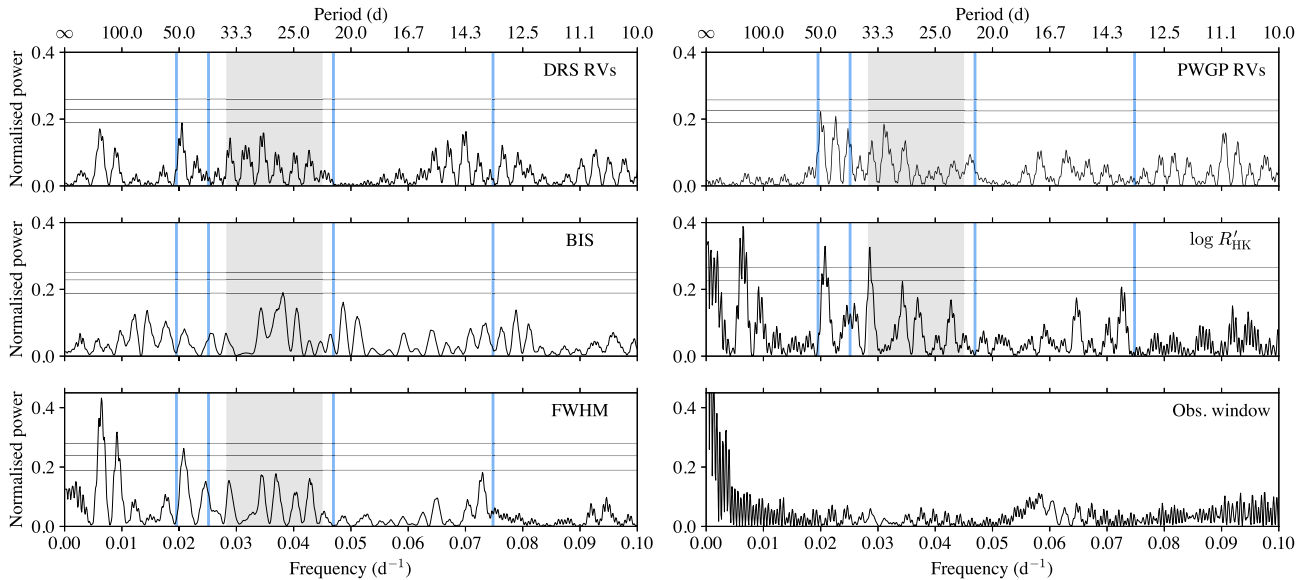 Period (d)
∞ 100.0 50.0 33.3 25.0 20.0 16.7 14.3 12.5 11.1 10.0
Normalised power
0.4
0.2
0.0
DRS RVs
Period (d)
∞ 100.0 50.0 33.3 25.0 20.0 16.7 14.3 12.5 11.1 10.0
0.4
0.2
0.0
PWGP RVs
Normalised power
0.4
0.2
0.0
BIS
0.4
0.2
0.0
log R′HK
Normalised power
0.4
0.2
0.0
FWHM
0.00 0.01 0.02 0.03 0.04 0.05 0.06 0.07 0.08 0.09 0.10
Frequency (d⁻¹)
0.4
0.2
0.0
Obs. window
0.00 0.01 0.02 0.03 0.04 0.05 0.06 0.07 0.08 0.09 0.10
Frequency (d⁻¹)